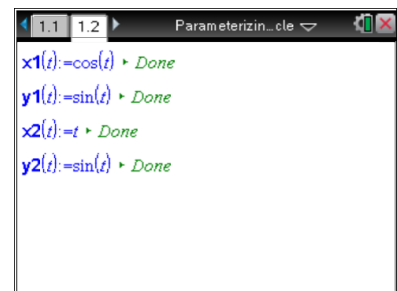 1.1 1.2 Parameterizin…cle
x1(t):=cos(t) ▸ Done
y1(t):=sin(t) ▸ Done
x2(t):=t ▸ Done
y2(t):=sin(t) ▸ Done